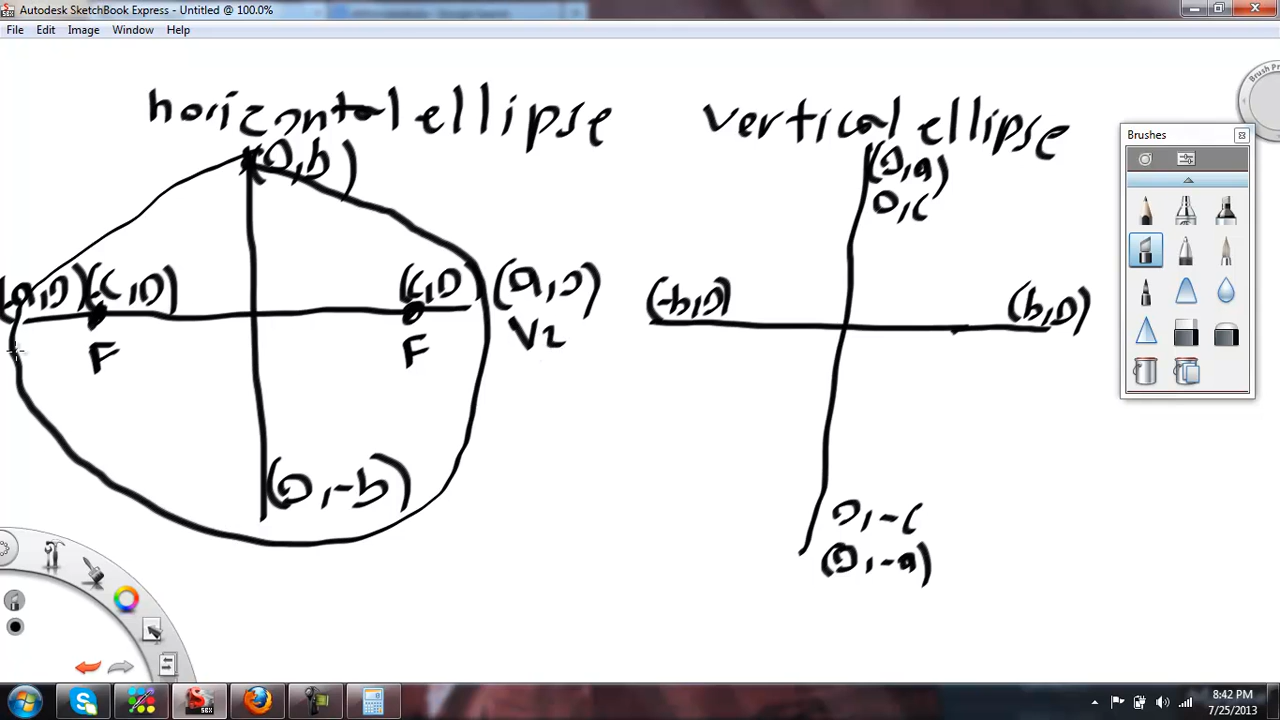 Autodesk SketchBook Express - Untitled @ 100.0%
File Edit Image Window Help
horizontal ellipse
vertical ellipse
Brushes
(0,b)
(0,a)
0,c
(-a,0) (-c,0)
(c,0) (a,0)
F
F
V2
(-b,0)
(b,0)
(0,-b)
0,-c
(0,-a)
8:42 PM
7/25/2013